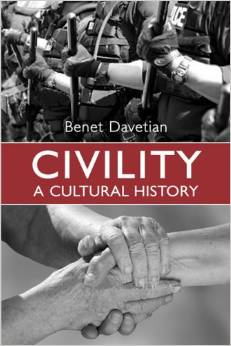 Benet Davetian
CIVILITY
A CULTURAL HISTORY